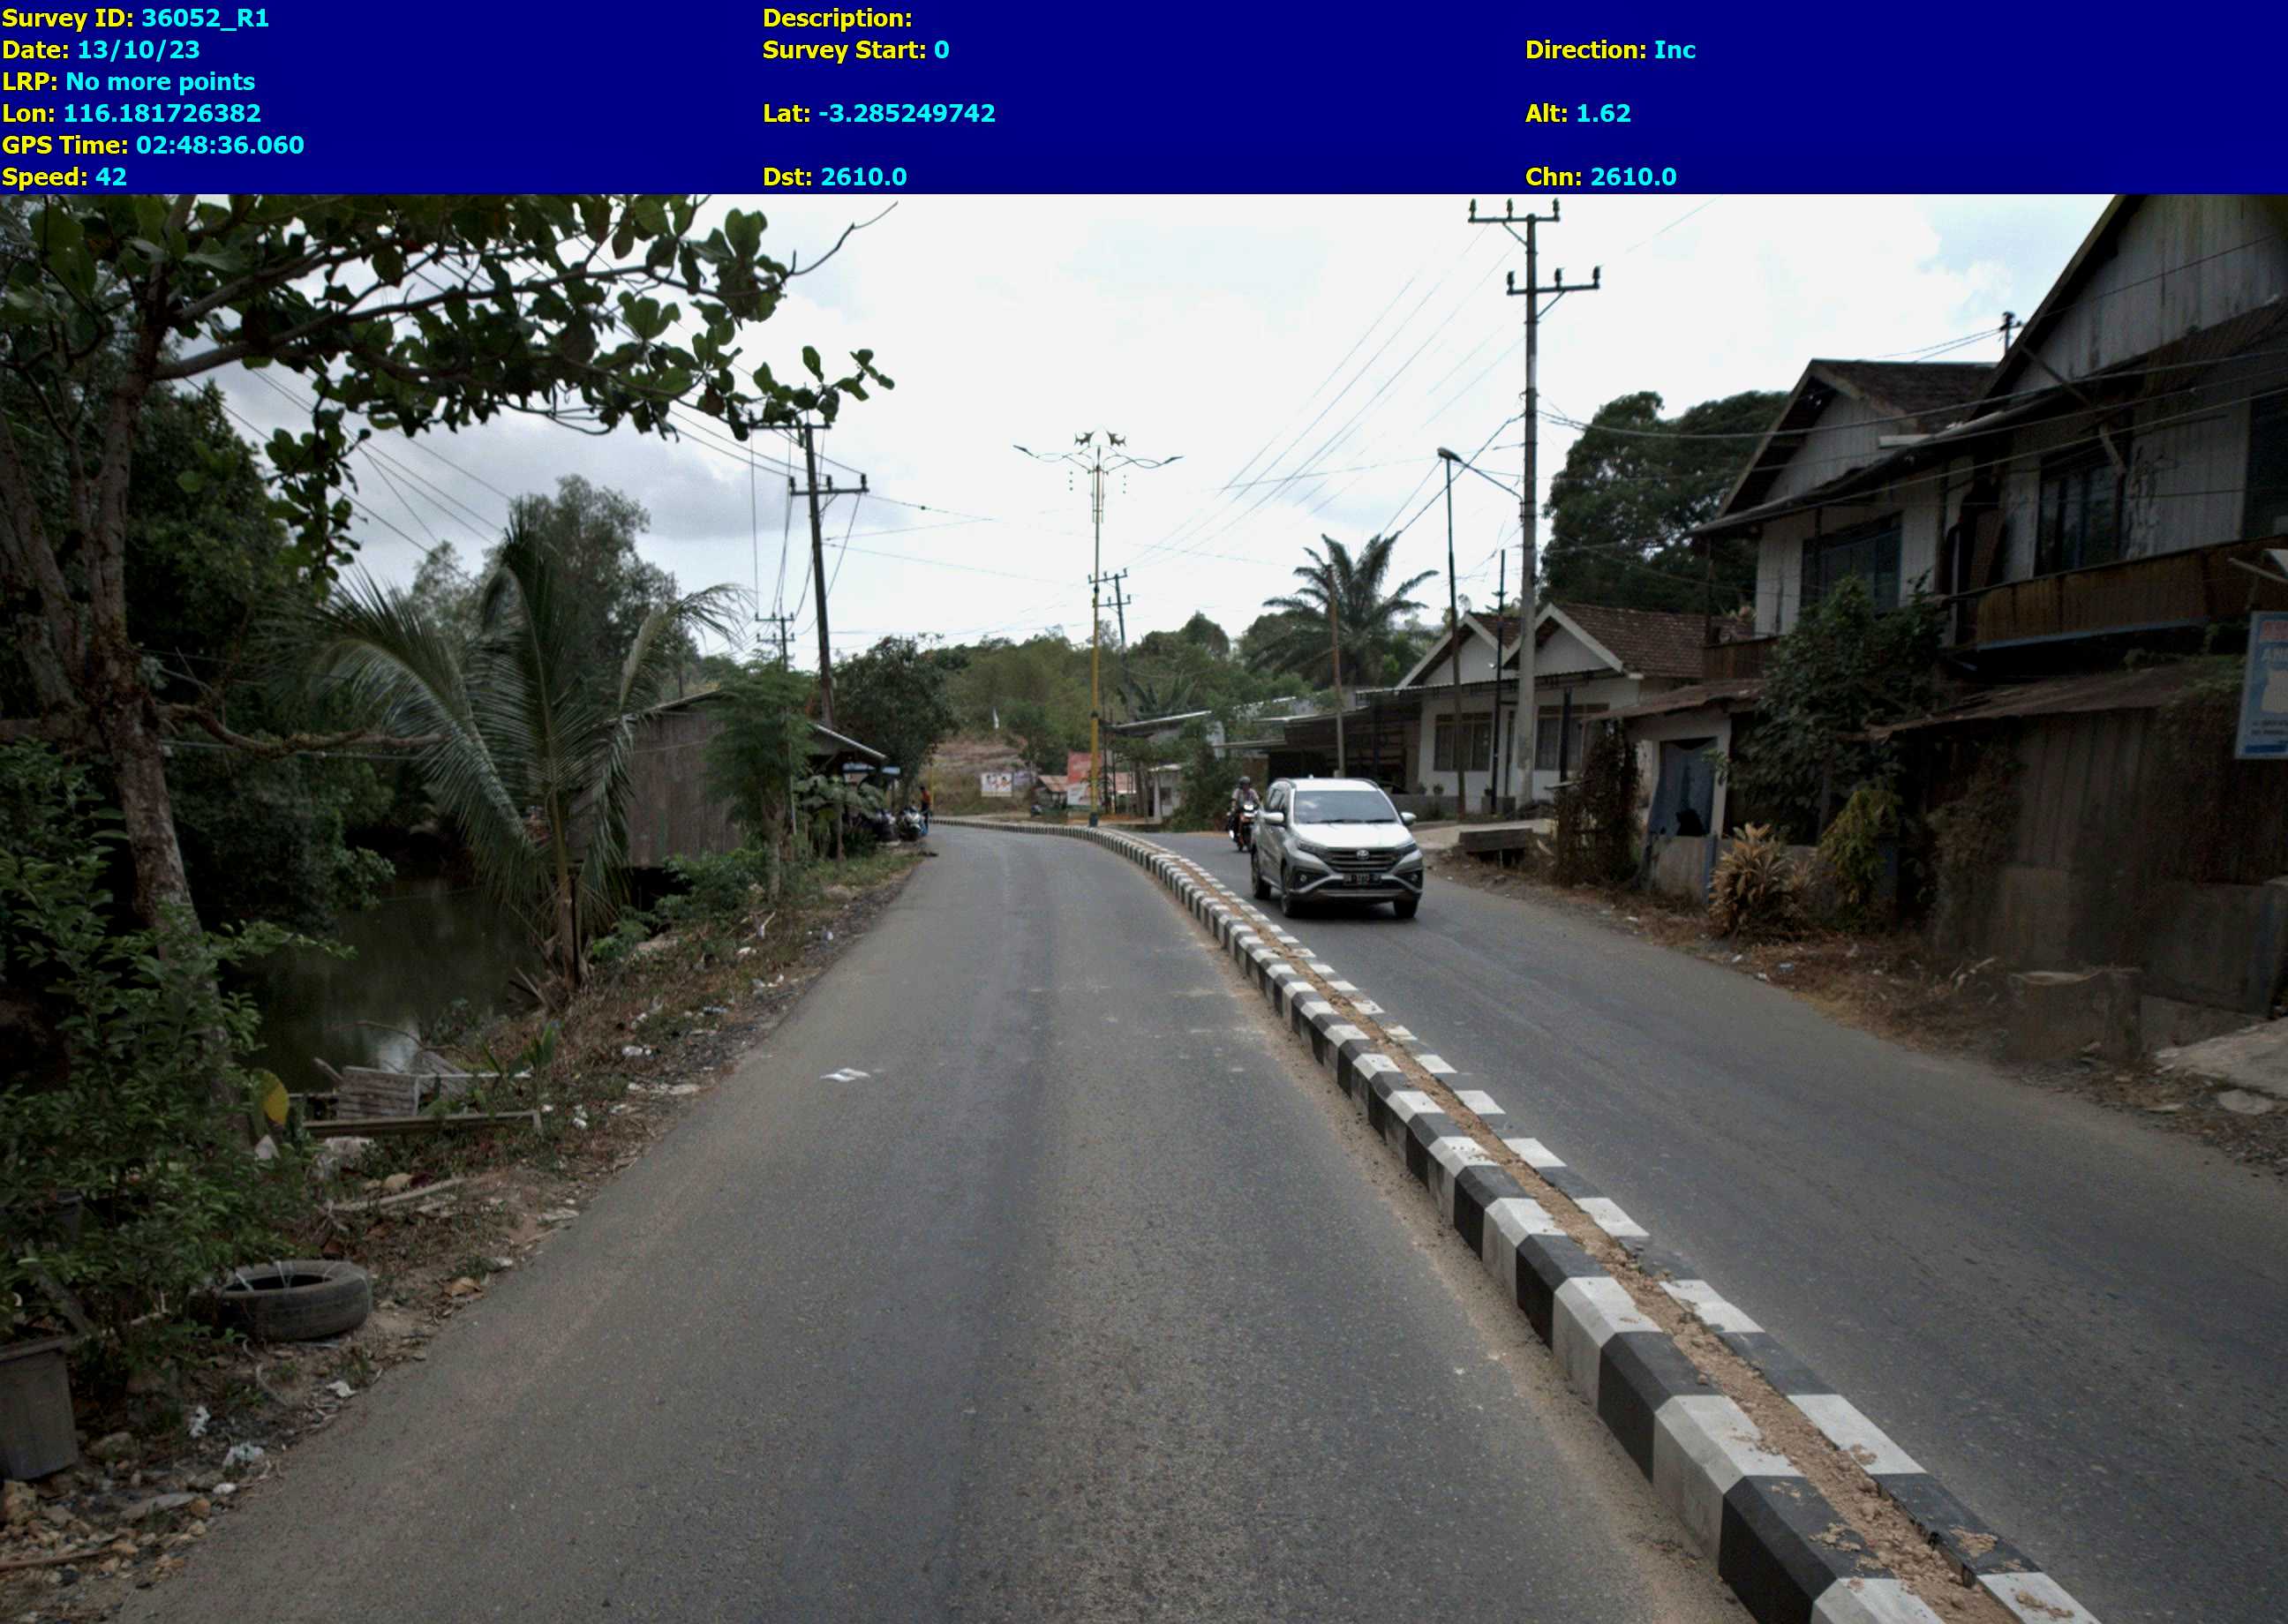 Survey ID: 36052_R1
Description:
Date: 13/10/23
Survey Start: 0
Direction: Inc
LRP: No more points
Lon: 116.181726382
Lat: -3.285249742
Alt: 1.62
GPS Time: 02:48:36.060
Speed: 42
Dst: 2610.0
Chn: 2610.0